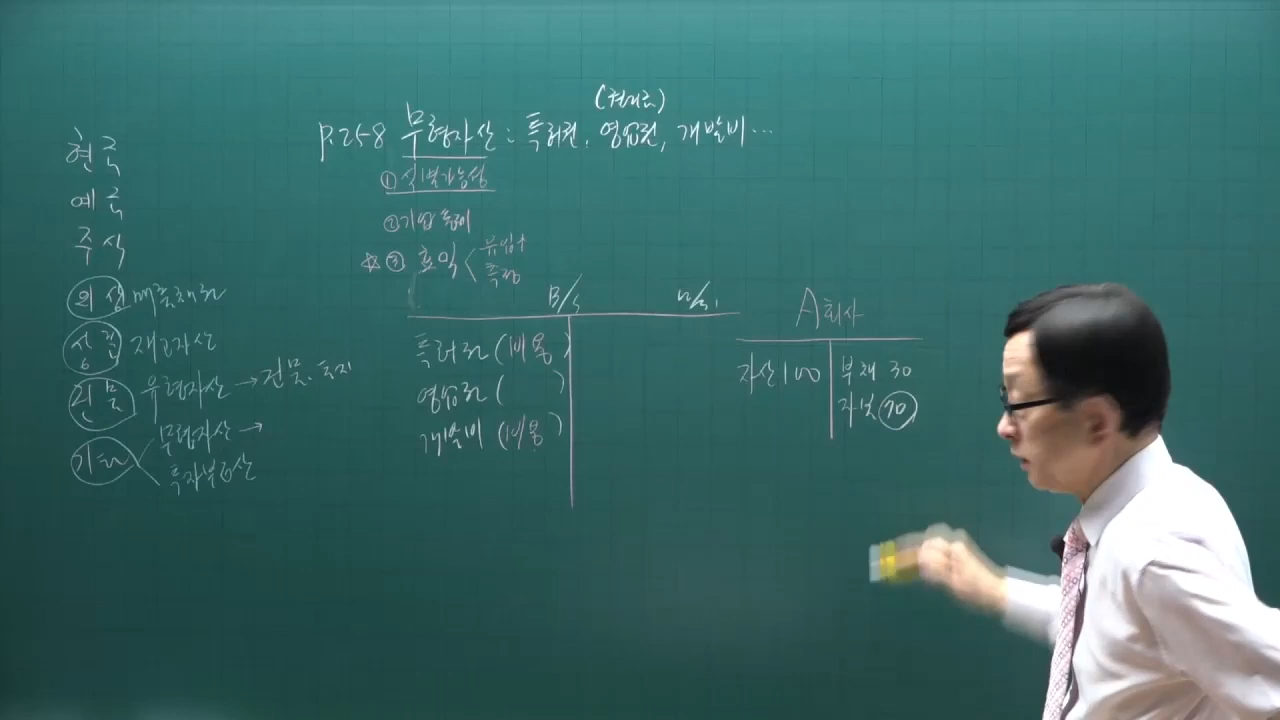 현금
예금
주식
외상 매출채권
상품 재고자산
건물 유형자산 → 건물, 토지
기타 < 무형자산 →
투자부동산
(권리금)
P.258 무형자산 : 특허권, 영업권, 개발비 …
① 식별가능성
② 기업 통제
☆ ③ 효익 < 유입↑
측정
B/S 12/31
특허권 (비용)
영업권 ( )
개발비 (비용)
A회사
자산 100 부채 30
자본 70